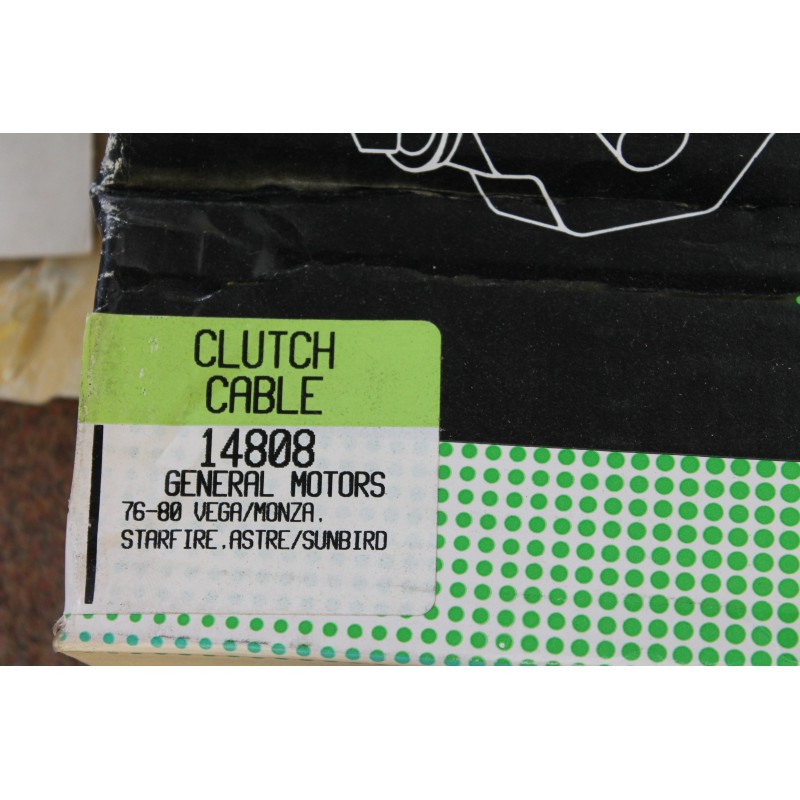 CLUTCH
CABLE
14808
GENERAL MOTORS
76-80 VEGA/MONZA,
STARFIRE,ASTRE/SUNBIRD